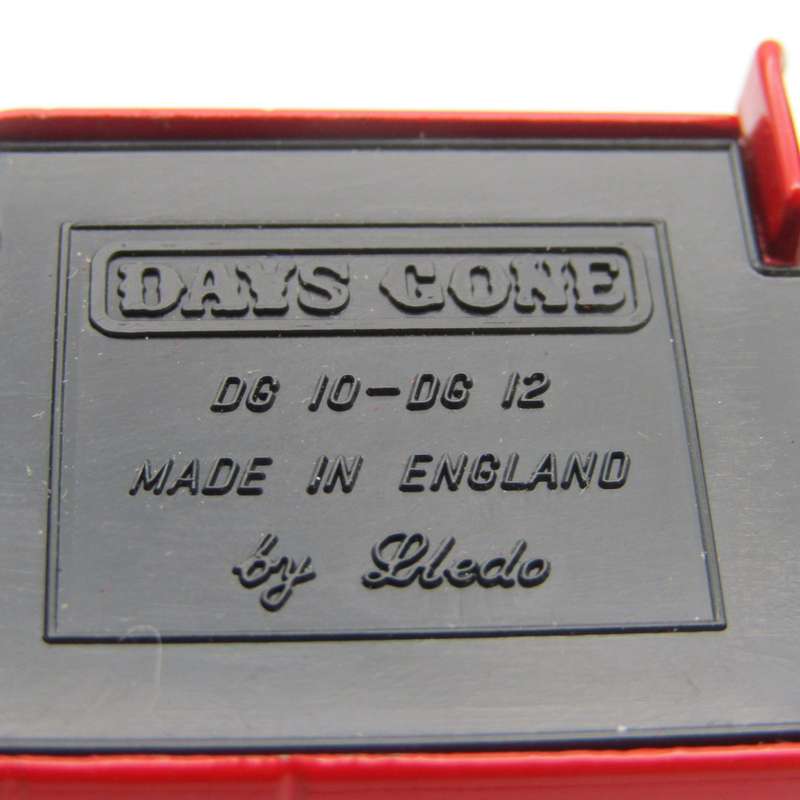 DAYS GONE
DG 10-DG 12
MADE IN ENGLAND
by Lledo